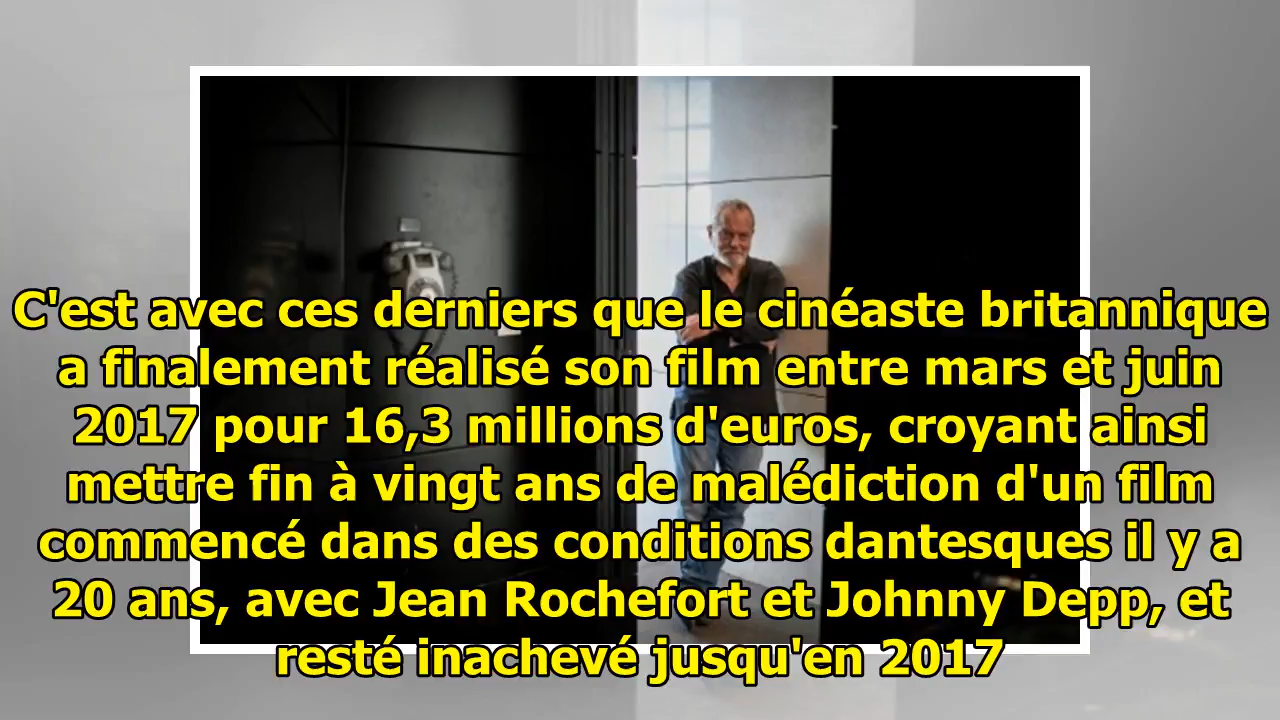 C'est avec ces derniers que le cinéaste britannique
a finalement réalisé son film entre mars et juin
2017 pour 16,3 millions d'euros, croyant ainsi
mettre fin à vingt ans de malédiction d'un film
commencé dans des conditions dantesques il y a
20 ans, avec Jean Rochefort et Johnny Depp, et
resté inachevé jusqu'en 2017